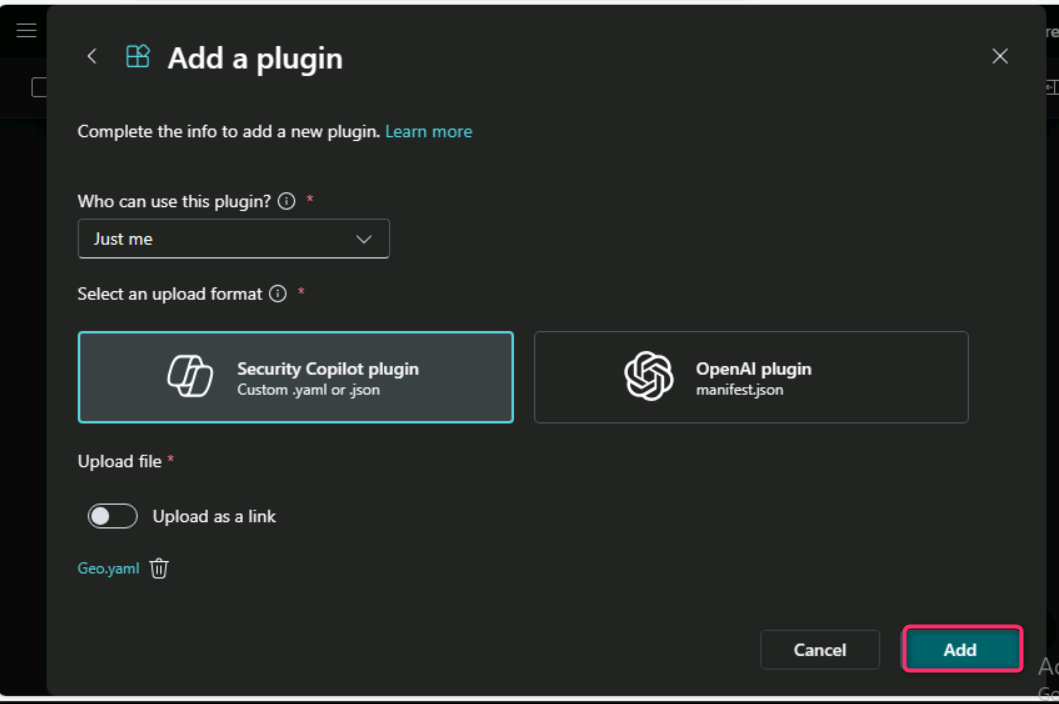 Add a plugin
Complete the info to add a new plugin. Learn more
Who can use this plugin? *
Just me
Select an upload format *
Security Copilot plugin
Custom .yaml or .json
OpenAI plugin
manifest.json
Upload file *
Upload as a link
Geo.yaml
Cancel
Add